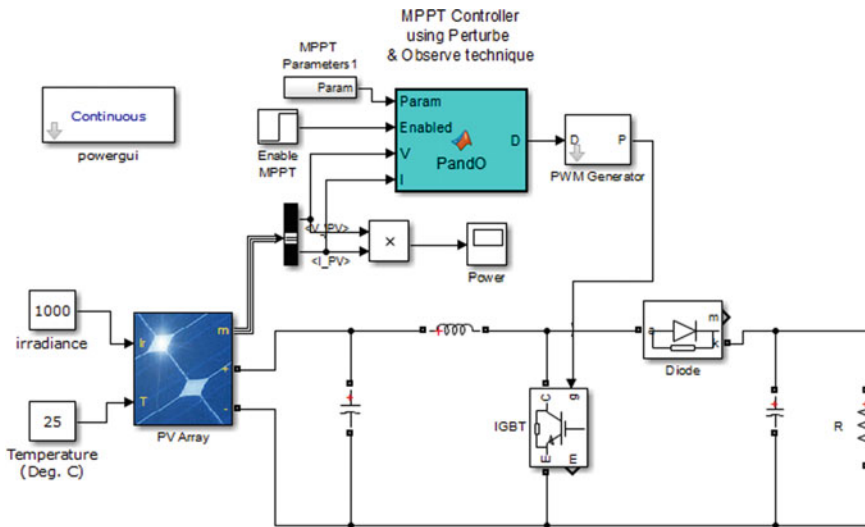 MPPT Controller
using Perturbe
& Observe technique
MPPT
Parameters1
Param
Param
Enabled
V
I
D
PandO
Enable
MPPT
D
P
PWM Generator
Continuous
powergui
<V_PV>
<I_PV>
×
Power
1000
irradiance
25
Temperature
(Deg. C)
Ir
T
m
+
-
PV Array
IGBT
C
g
E
m
a
m
k
Diode
R